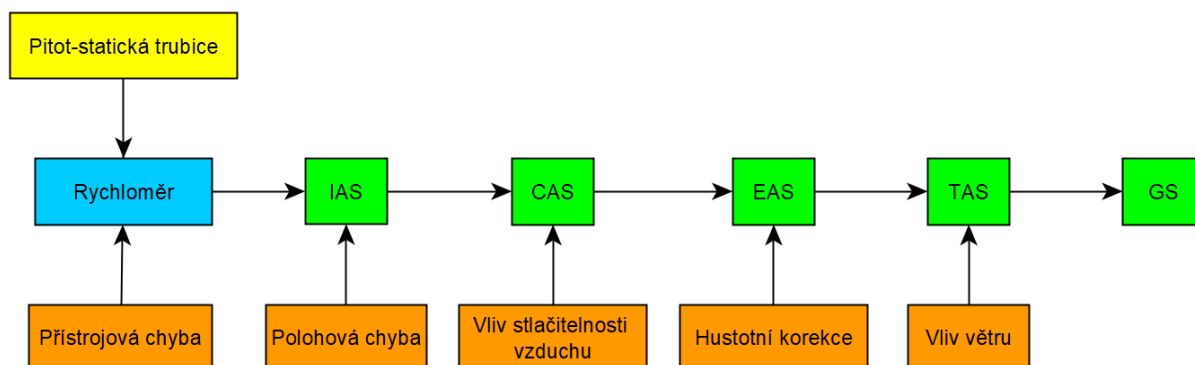 Pitot-statická trubice
Rychloměr
IAS
CAS
EAS
TAS
GS
Přístrojová chyba
Polohová chyba
Vliv stlačitelnosti
vzduchu
Hustotní korekce
Vliv větru